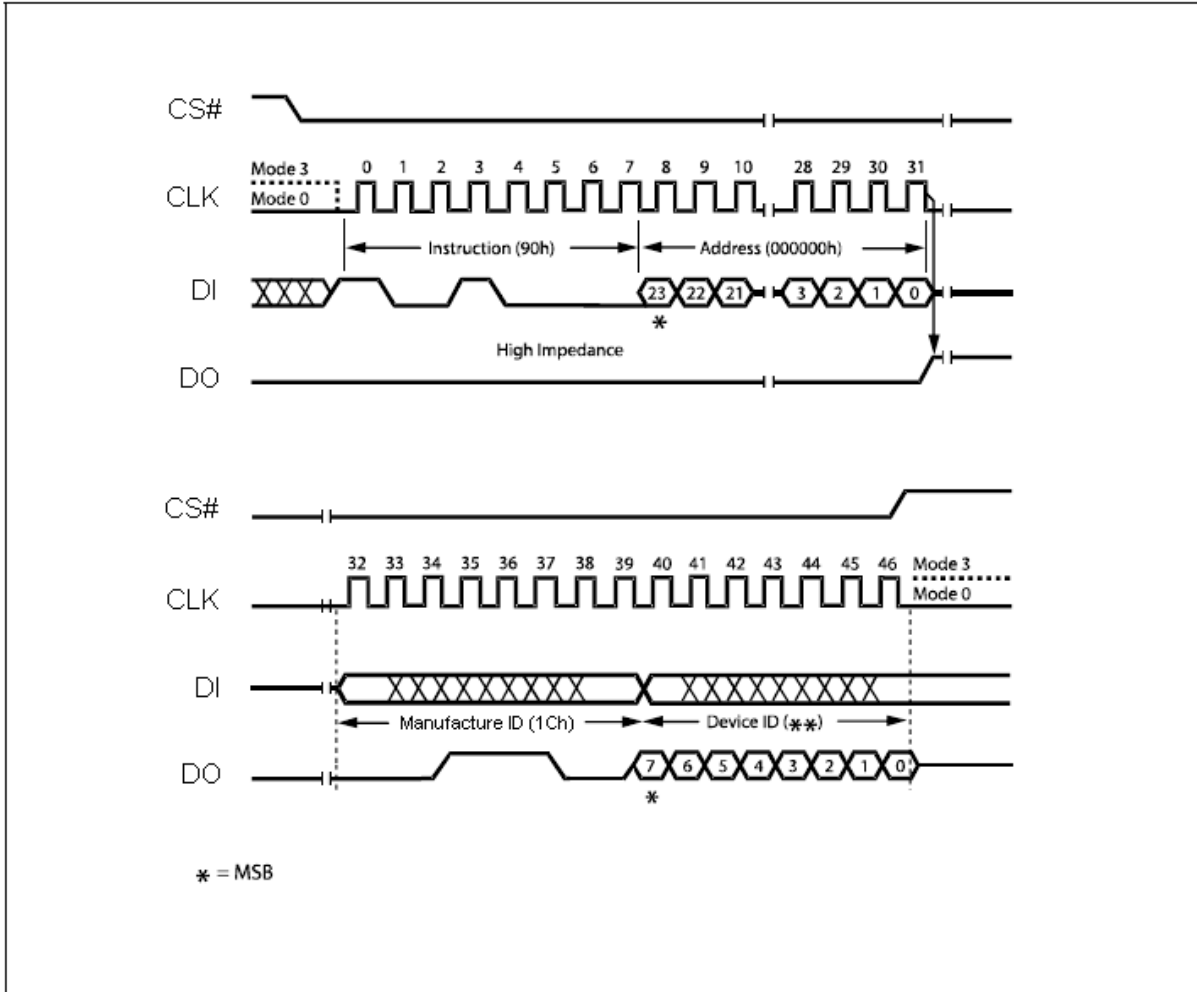 CS#
Mode 3 0 1 2 3 4 5 6 7 8 9 10 28 29 30 31
CLK
Mode 0
Instruction (90h) Address (000000h)
DI 23 22 21 3 2 1 0
*
High Impedance
DO
CS#
32 33 34 35 36 37 38 39 40 41 42 43 44 45 46 Mode 3
CLK
Mode 0
DI
Manufacture ID (1Ch) Device ID (**)
DO 7 6 5 4 3 2 1 0
*
* = MSB